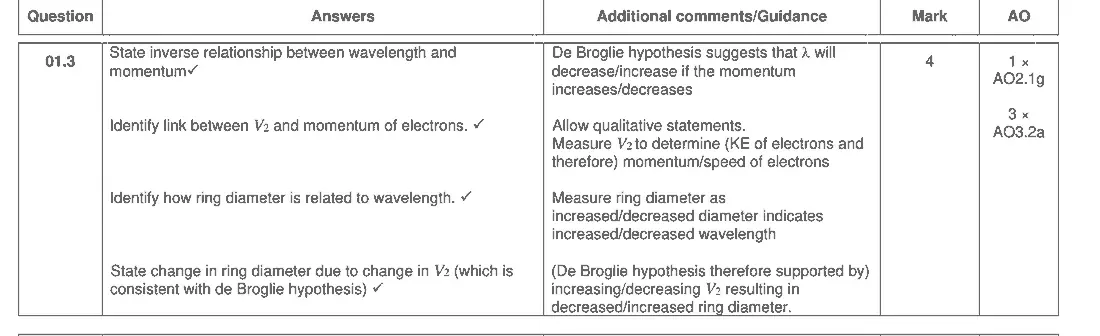 Question Answers Additional comments/Guidance Mark AO
01.3 State inverse relationship between wavelength and momentum✓ De Broglie hypothesis suggests that λ will decrease/increase if the momentum increases/decreases 4 1 × AO2.1g
3 × AO3.2a
Identify link between V2 and momentum of electrons. ✓ Allow qualitative statements.
Measure V2 to determine (KE of electrons and therefore) momentum/speed of electrons
Identify how ring diameter is related to wavelength. ✓ Measure ring diameter as increased/decreased diameter indicates increased/decreased wavelength
State change in ring diameter due to change in V2 (which is consistent with de Broglie hypothesis) ✓ (De Broglie hypothesis therefore supported by) increasing/decreasing V2 resulting in decreased/increased ring diameter.